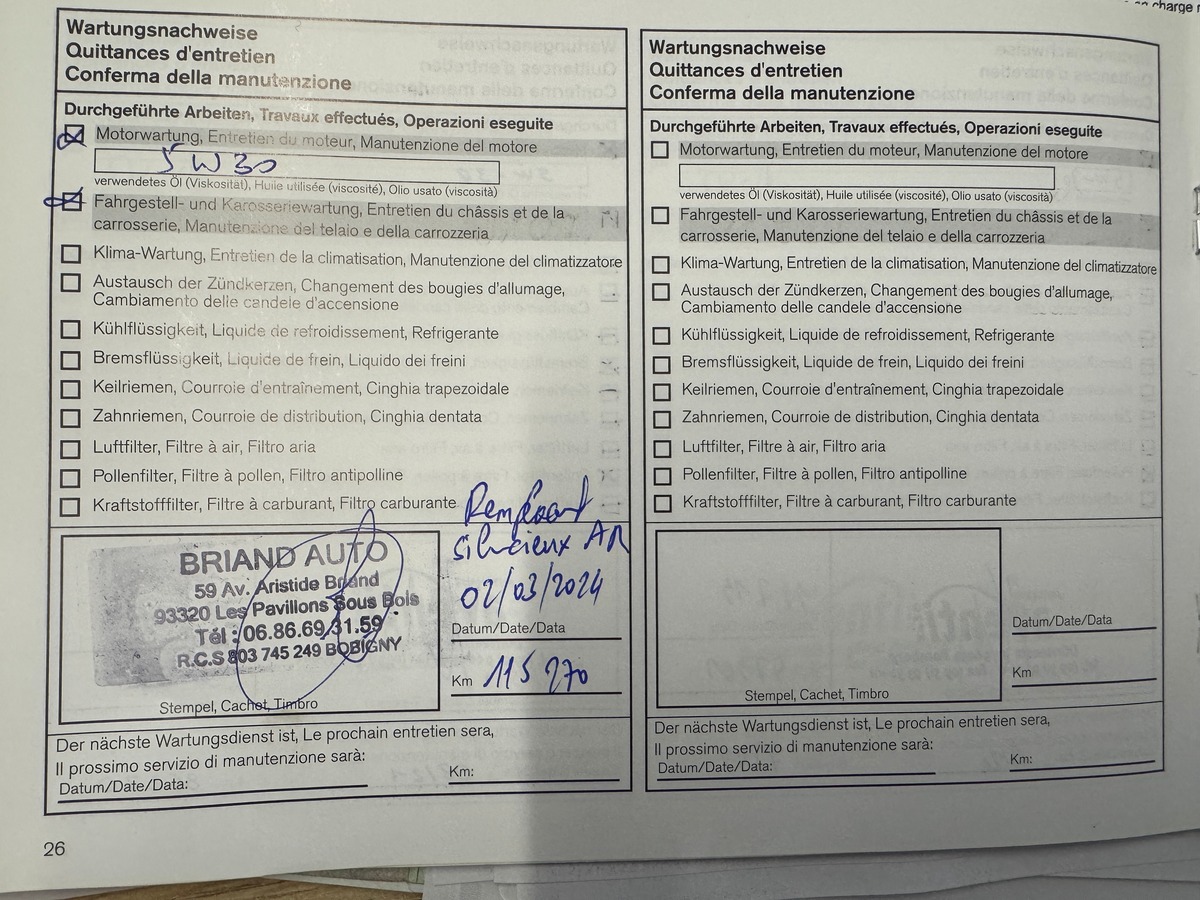 charge
Wartungsnachweise
Quittances d'entretien
Conferma della manutenzione
Durchgeführte Arbeiten, Travaux effectués, Operazioni eseguite
Motorwartung, Entretien du moteur, Manutenzione del motore
5W30
verwendetes Öl (Viskosität), Huile utilisée (viscosité), Olio usato (viscosità)
Fahrgestell- und Karosseriewartung, Entretien du châssis et de la
carrosserie, Manutenzione del telaio e della carrozzeria
Klima-Wartung, Entretien de la climatisation, Manutenzione del climatizzatore
Austausch der Zündkerzen, Changement des bougies d'allumage,
Cambiamento delle candele d'accensione
Kühlflüssigkeit, Liquide de refroidissement, Refrigerante
Bremsflüssigkeit, Liquide de frein, Liquido dei freini
Keilriemen, Courroie d'entraînement, Cinghia trapezoidale
Zahnriemen, Courroie de distribution, Cinghia dentata
Luftfilter, Filtre à air, Filtro aria
Pollenfilter, Filtre à pollen, Filtro antipolline
Kraftstofffilter, Filtre à carburant, Filtro carburante
AR
02/03/2024
BRIAND AUTO
59 Av. Aristide Briand
93320 Les Pavillons Sous Bois
Tél : 06.86.69.31.59
R.C.S 803 745 249 BOBIGNY
Stempel, Cachet, Timbro
Datum/Date/Data
Km 115 270
Der nächste Wartungsdienst ist, Le prochain entretien sera,
Il prossimo servizio di manutenzione sarà:
Datum/Date/Data:
Km:
26
Wartungsnachweise
Quittances d'entretien
Conferma della manutenzione
Durchgeführte Arbeiten, Travaux effectués, Operazioni eseguite
Motorwartung, Entretien du moteur, Manutenzione del motore
verwendetes Öl (Viskosität), Huile utilisée (viscosité), Olio usato (viscosità)
Fahrgestell- und Karosseriewartung, Entretien du châssis et de la
carrosserie, Manutenzione del telaio e della carrozzeria
Klima-Wartung, Entretien de la climatisation, Manutenzione del climatizzatore
Austausch der Zündkerzen, Changement des bougies d'allumage,
Cambiamento delle candele d'accensione
Kühlflüssigkeit, Liquide de refroidissement, Refrigerante
Bremsflüssigkeit, Liquide de frein, Liquido dei freini
Keilriemen, Courroie d'entraînement, Cinghia trapezoidale
Zahnriemen, Courroie de distribution, Cinghia dentata
Luftfilter, Filtre à air, Filtro aria
Pollenfilter, Filtre à pollen, Filtro antipolline
Kraftstofffilter, Filtre à carburant, Filtro carburante
Stempel, Cachet, Timbro
Datum/Date/Data
Km
Der nächste Wartungsdienst ist, Le prochain entretien sera,
Il prossimo servizio di manutenzione sarà:
Datum/Date/Data:
Km: